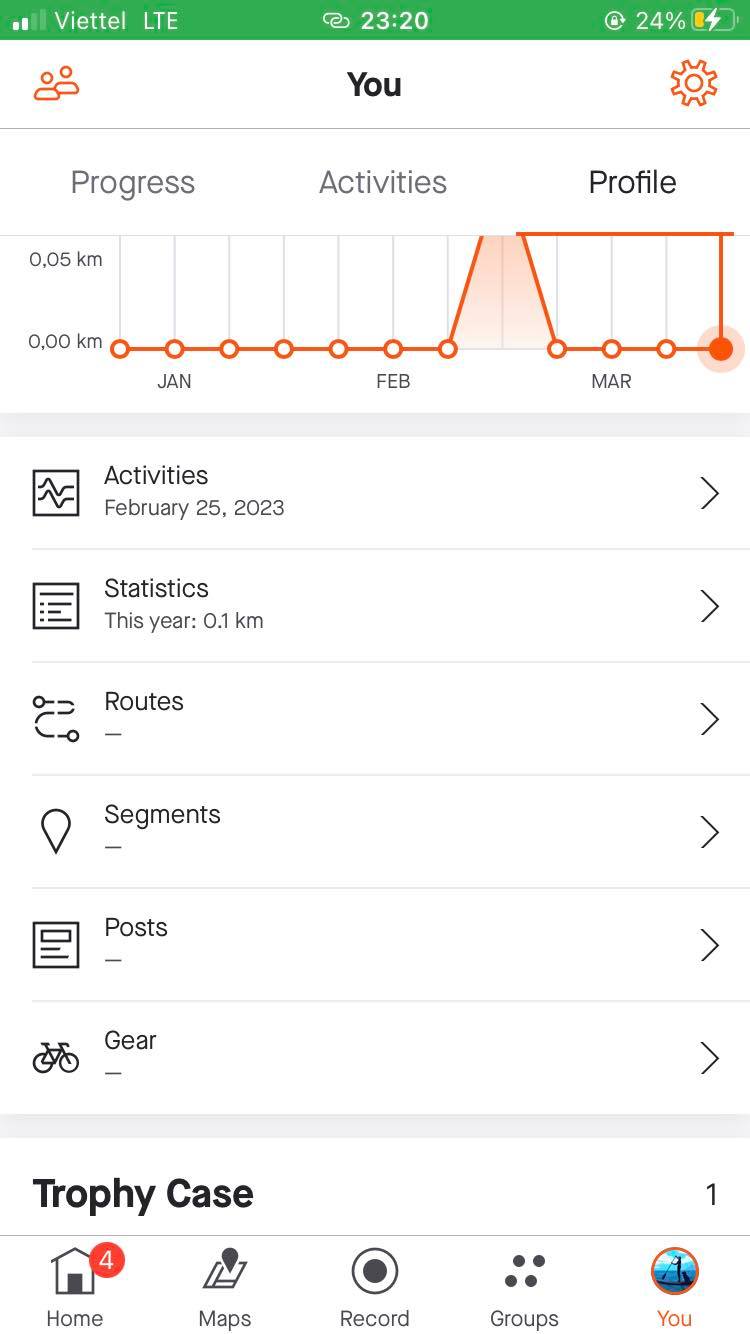 Viettel LTE 23:20 24%
You
Progress Activities Profile
0,05 km
0,00 km
JAN FEB MAR
Activities
February 25, 2023
Statistics
This year: 0.1 km
Routes
—
Segments
—
Posts
—
Gear
—
Trophy Case 1
4
Home Maps Record Groups You